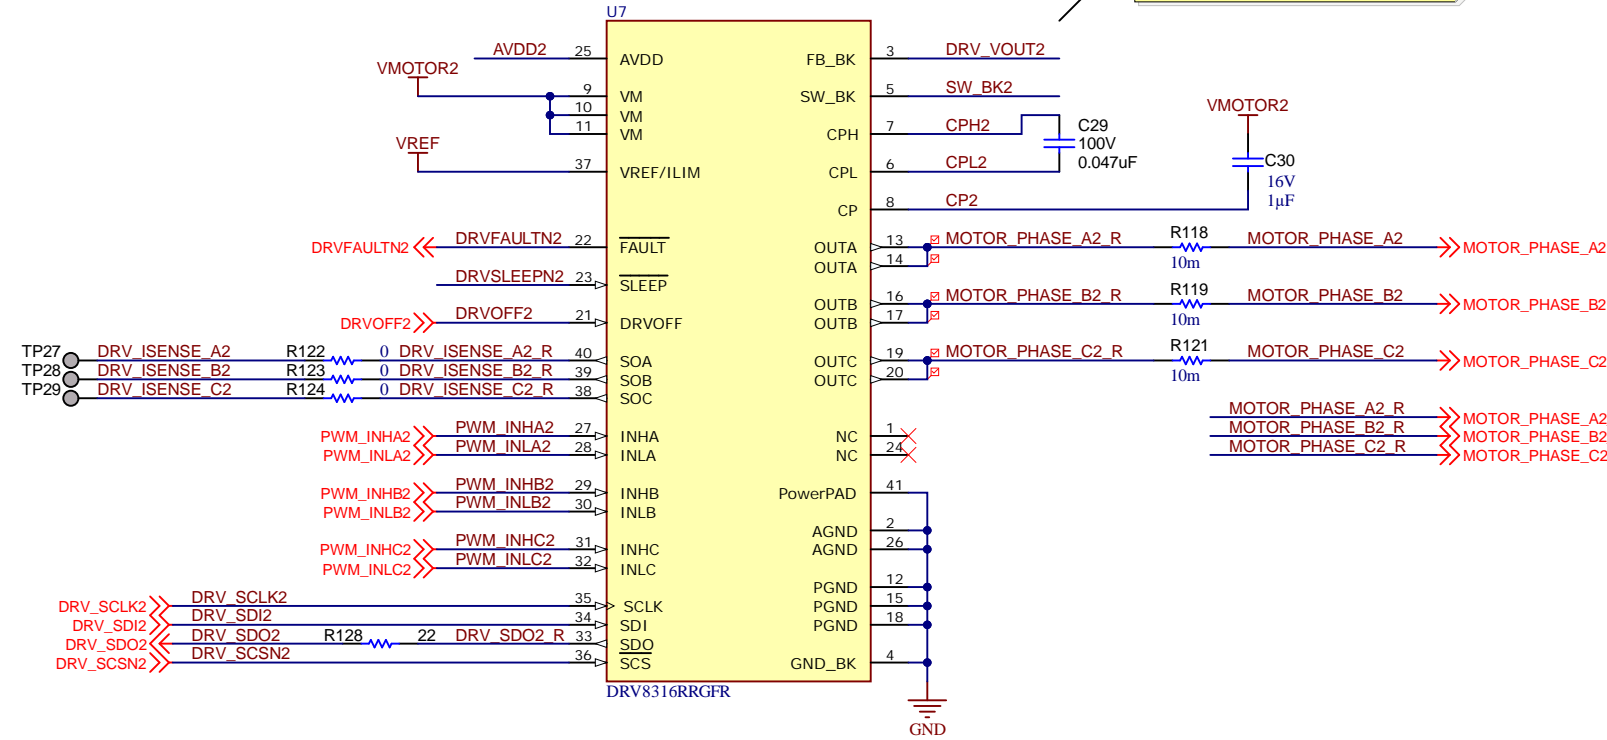 U7
AVDD2 25 AVDD FB_BK 3 DRV_VOUT2
VMOTOR2
9 VM SW_BK 5 SW_BK2
10 VM
11 VM CPH 7 CPH2
VMOTOR2
C29
100V
0.047uF
VREF
37 VREF/ILIM CPL 6 CPL2
C30
16V
1µF
CP 8 CP2
DRVFAULTN2 DRVFAULTN2 22 FAULT OUTA 13 MOTOR_PHASE_A2_R R118 MOTOR_PHASE_A2 MOTOR_PHASE_A2
OUTA 14 10m
DRVSLEEPN2 23 SLEEP
OUTB 16 MOTOR_PHASE_B2_R R119 MOTOR_PHASE_B2 MOTOR_PHASE_B2
DRVOFF2 DRVOFF2 21 DRVOFF OUTB 17 10m
TP27 DRV_ISENSE_A2 R122 0 DRV_ISENSE_A2_R 40 SOA OUTC 19 MOTOR_PHASE_C2_R R121 MOTOR_PHASE_C2 MOTOR_PHASE_C2
TP28 DRV_ISENSE_B2 R123 0 DRV_ISENSE_B2_R 39 SOB OUTC 20 10m
TP29 DRV_ISENSE_C2 R124 0 DRV_ISENSE_C2_R 38 SOC
MOTOR_PHASE_A2_R MOTOR_PHASE_A2
PWM_INHA2 PWM_INHA2 27 INHA NC 1 MOTOR_PHASE_B2_R MOTOR_PHASE_B2
PWM_INLA2 PWM_INLA2 28 INLA NC 24 MOTOR_PHASE_C2_R MOTOR_PHASE_C2
PWM_INHB2 PWM_INHB2 29 INHB PowerPAD 41
PWM_INLB2 PWM_INLB2 30 INLB
AGND 2
PWM_INHC2 PWM_INHC2 31 INHC AGND 26
PWM_INLC2 PWM_INLC2 32 INLC
PGND 12
DRV_SCLK2 DRV_SCLK2 35 SCLK PGND 15
DRV_SDI2 DRV_SDI2 34 SDI PGND 18
DRV_SDO2 DRV_SDO2 R128 22 DRV_SDO2_R 33 SDO
DRV_SCSN2 DRV_SCSN2 36 SCS GND_BK 4
DRV8316RRGFR
GND